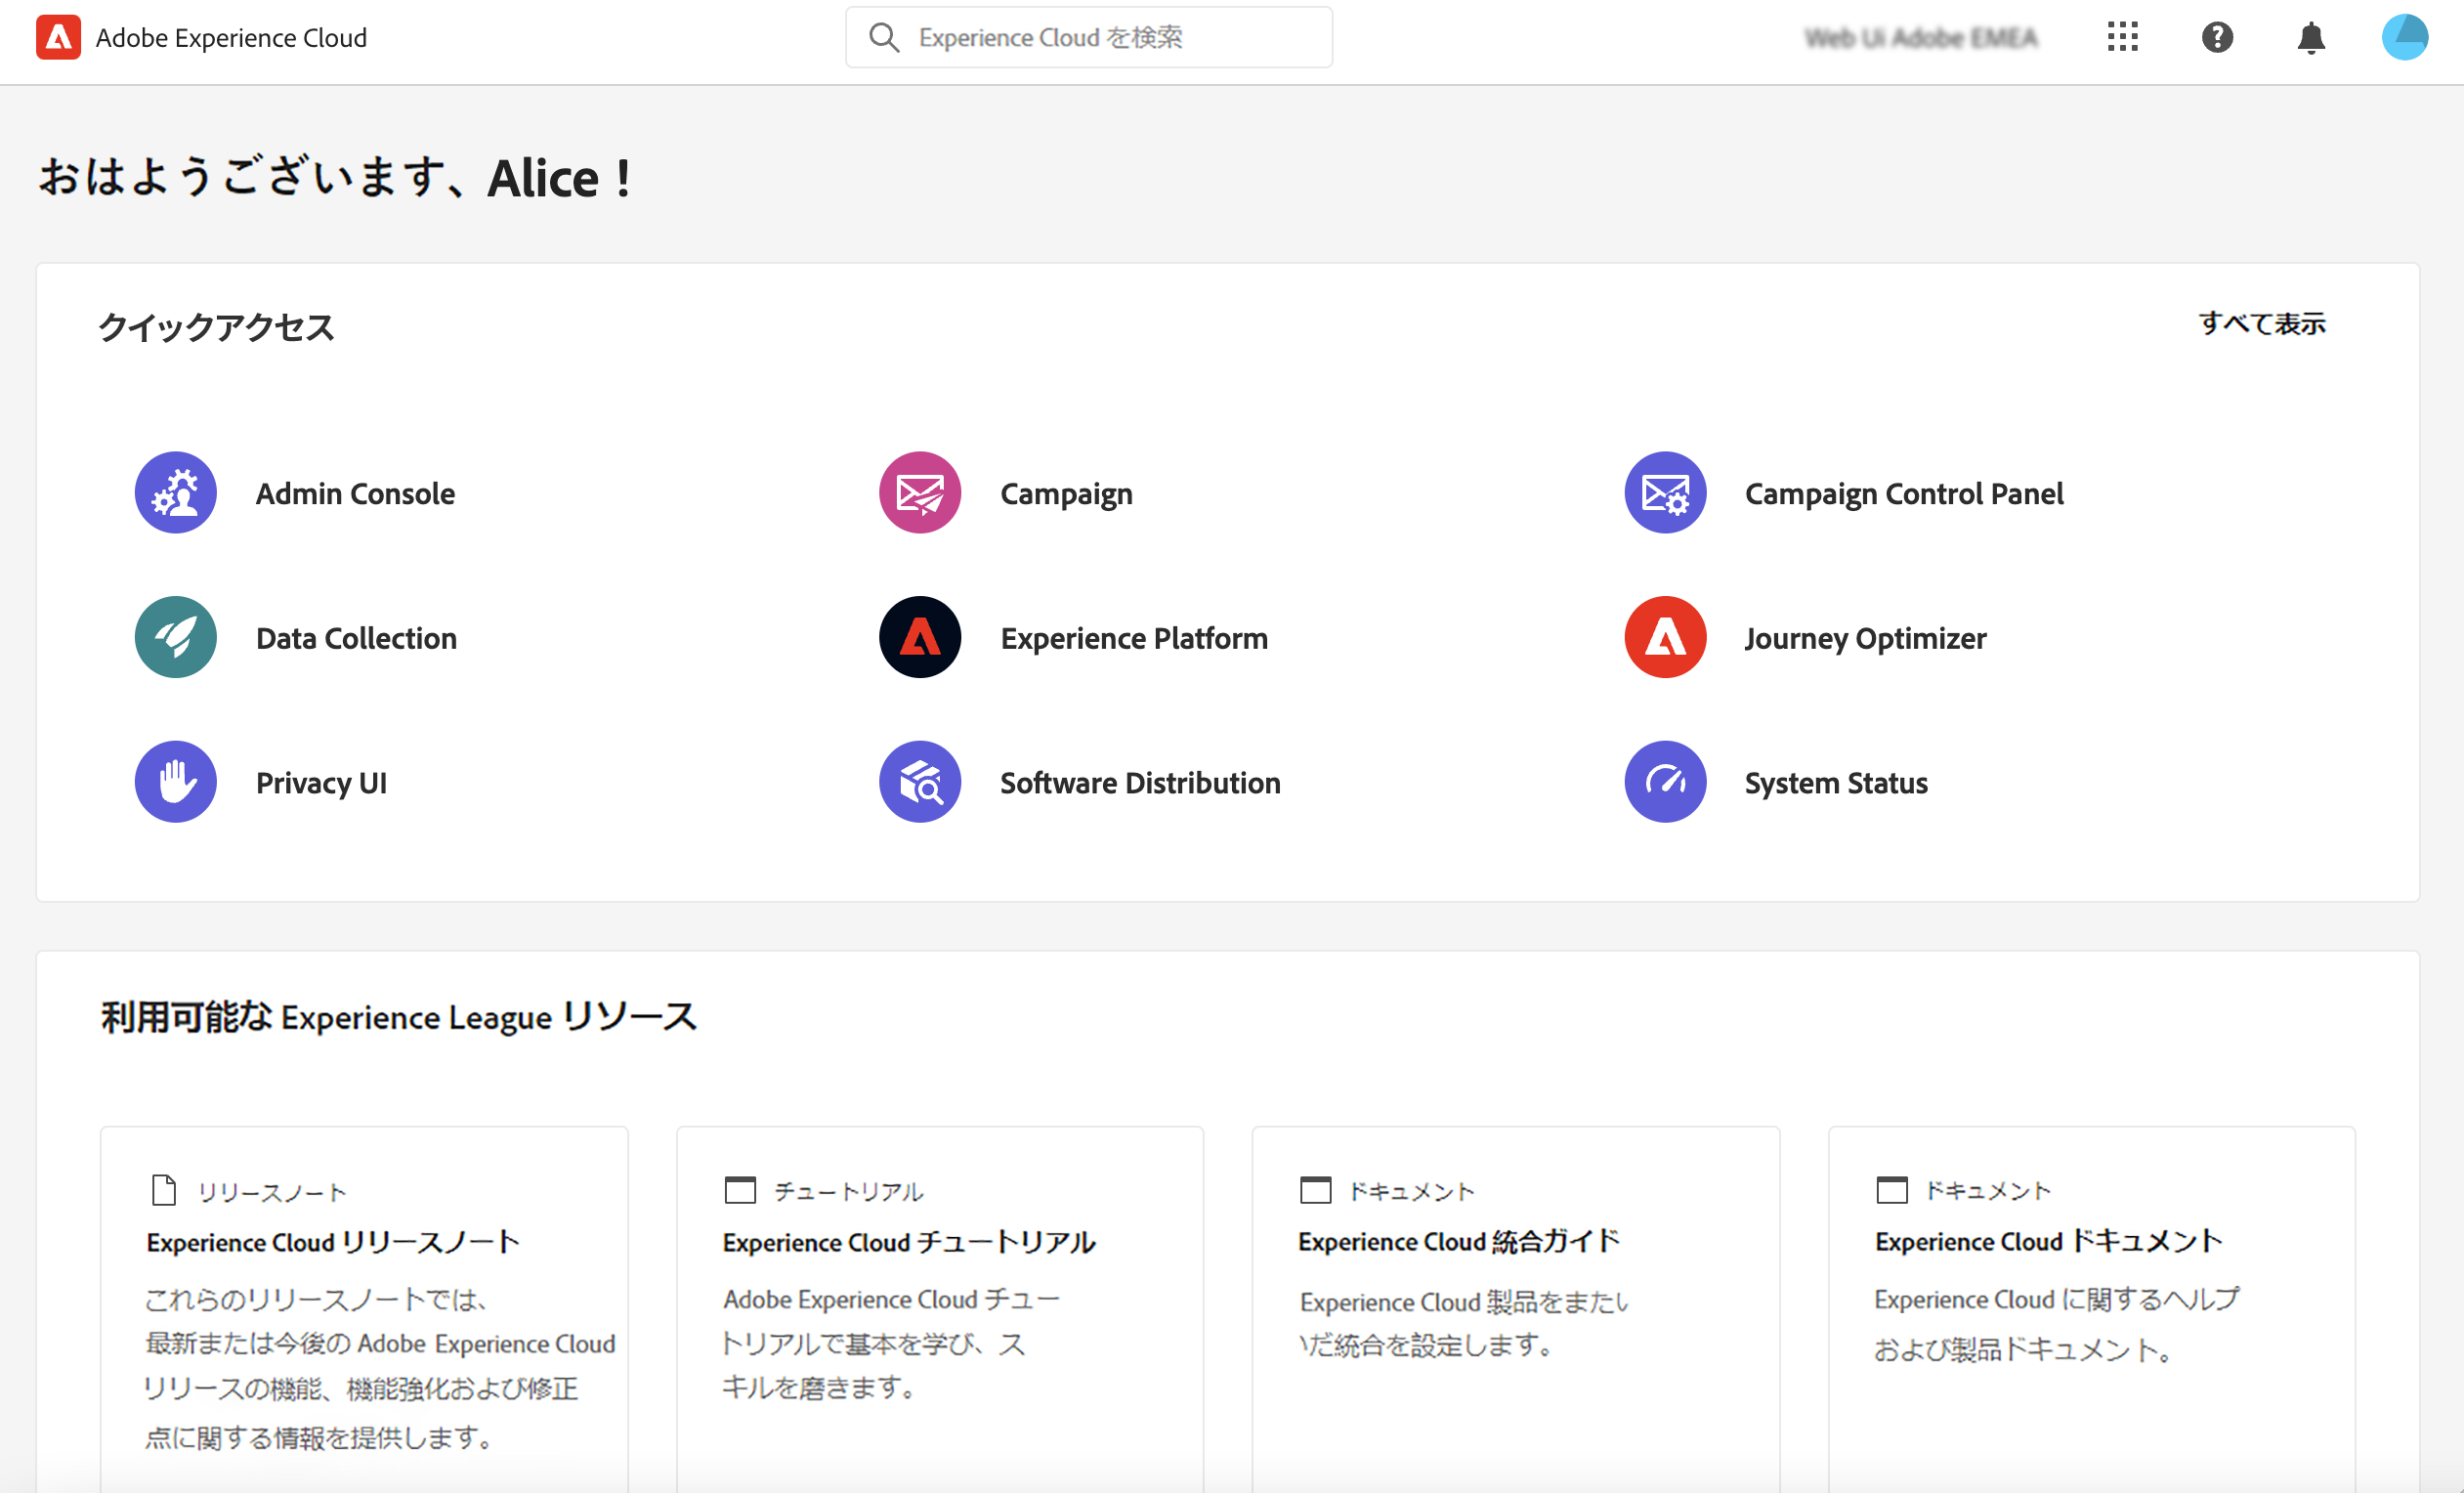 Adobe Experience Cloud
Experience Cloud を検索
Web Ui Adobe EMEA
おはようございます、Alice！
クイックアクセス
すべて表示
Admin Console
Campaign
Campaign Control Panel
Data Collection
Experience Platform
Journey Optimizer
Privacy UI
Software Distribution
System Status
利用可能な Experience League リソース
リリースノート
Experience Cloud リリースノート
これらのリリースノートでは、
最新または今後の Adobe Experience Cloud
リリースの機能、機能強化および修正
点に関する情報を提供します。
チュートリアル
Experience Cloud チュートリアル
Adobe Experience Cloud チュー
トリアルで基本を学び、ス
キルを磨きます。
ドキュメント
Experience Cloud 統合ガイド
Experience Cloud 製品をまたい
だ統合を設定します。
ドキュメント
Experience Cloud ドキュメント
Experience Cloud に関するヘルプ
および製品ドキュメント。